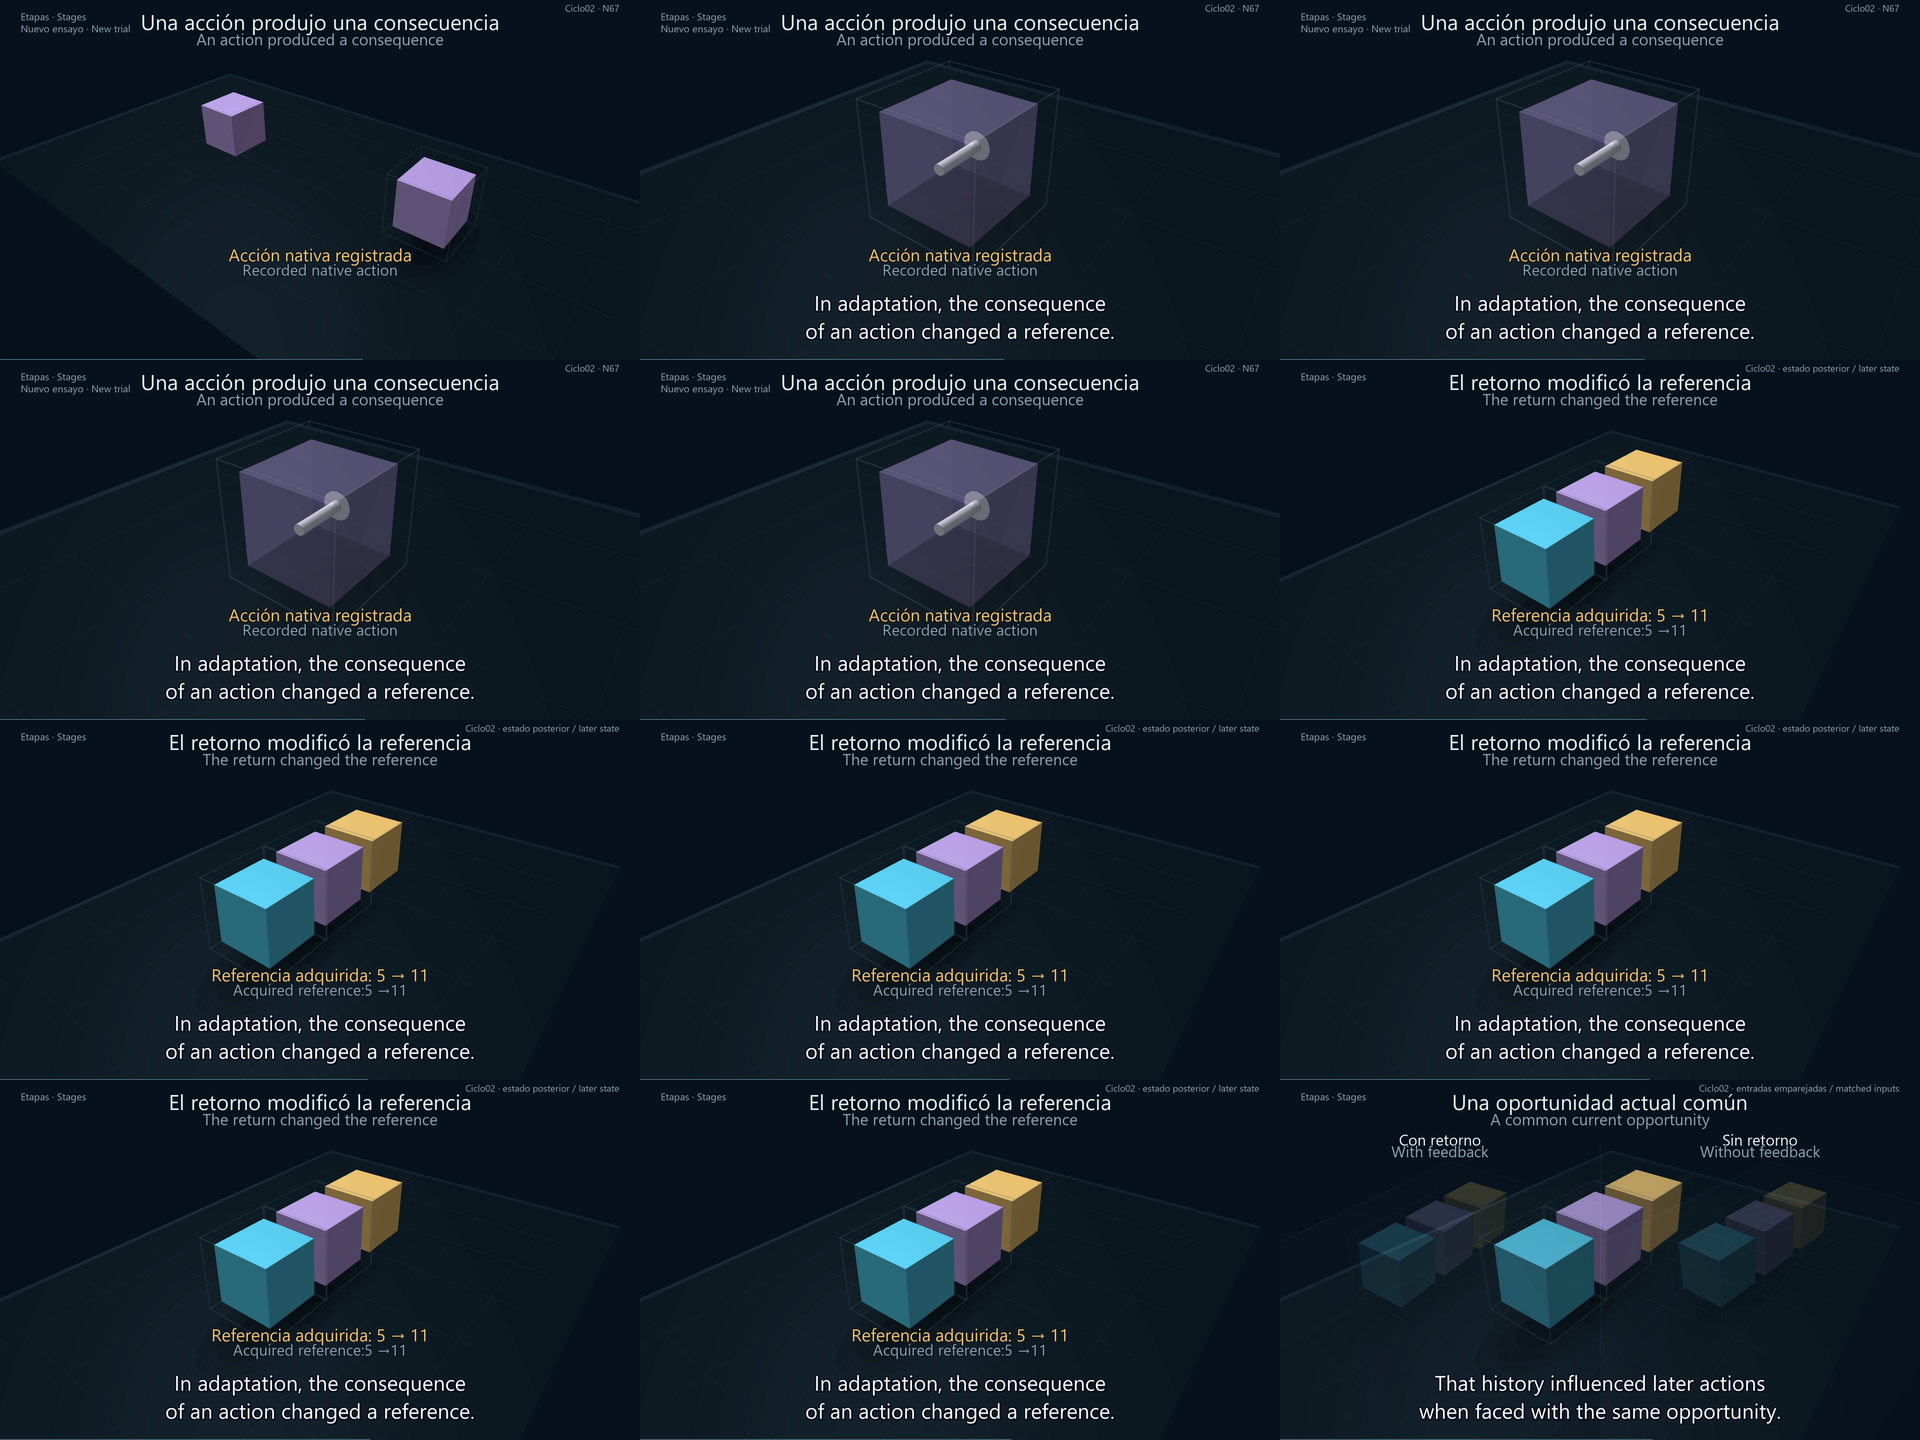 Etapas · Stages
Nuevo ensayo · New trial
Ciclo02 · N67
Una acción produjo una consecuencia
An action produced a consequence
Acción nativa registrada
Recorded native action
Etapas · Stages
Nuevo ensayo · New trial
Ciclo02 · N67
Una acción produjo una consecuencia
An action produced a consequence
Acción nativa registrada
Recorded native action
In adaptation, the consequence
of an action changed a reference.
Etapas · Stages
Nuevo ensayo · New trial
Ciclo02 · N67
Una acción produjo una consecuencia
An action produced a consequence
Acción nativa registrada
Recorded native action
In adaptation, the consequence
of an action changed a reference.
Etapas · Stages
Nuevo ensayo · New trial
Ciclo02 · N67
Una acción produjo una consecuencia
An action produced a consequence
Acción nativa registrada
Recorded native action
In adaptation, the consequence
of an action changed a reference.
Etapas · Stages
Nuevo ensayo · New trial
Ciclo02 · N67
Una acción produjo una consecuencia
An action produced a consequence
Acción nativa registrada
Recorded native action
In adaptation, the consequence
of an action changed a reference.
Etapas · Stages
Ciclo02 · estado posterior / later state
El retorno modificó la referencia
The return changed the reference
Referencia adquirida: 5 → 11
Acquired reference:5 →11
In adaptation, the consequence
of an action changed a reference.
Etapas · Stages
Ciclo02 · estado posterior / later state
El retorno modificó la referencia
The return changed the reference
Referencia adquirida: 5 → 11
Acquired reference:5 →11
In adaptation, the consequence
of an action changed a reference.
Etapas · Stages
Ciclo02 · estado posterior / later state
El retorno modificó la referencia
The return changed the reference
Referencia adquirida: 5 → 11
Acquired reference:5 →11
In adaptation, the consequence
of an action changed a reference.
Etapas · Stages
Ciclo02 · estado posterior / later state
El retorno modificó la referencia
The return changed the reference
Referencia adquirida: 5 → 11
Acquired reference:5 →11
In adaptation, the consequence
of an action changed a reference.
Etapas · Stages
Ciclo02 · estado posterior / later state
El retorno modificó la referencia
The return changed the reference
Referencia adquirida: 5 → 11
Acquired reference:5 →11
In adaptation, the consequence
of an action changed a reference.
Etapas · Stages
Ciclo02 · estado posterior / later state
El retorno modificó la referencia
The return changed the reference
Referencia adquirida: 5 → 11
Acquired reference:5 →11
In adaptation, the consequence
of an action changed a reference.
Etapas · Stages
Ciclo02 · entradas emparejadas / matched inputs
Una oportunidad actual común
A common current opportunity
Con retorno
With feedback
Sin retorno
Without feedback
That history influenced later actions
when faced with the same opportunity.